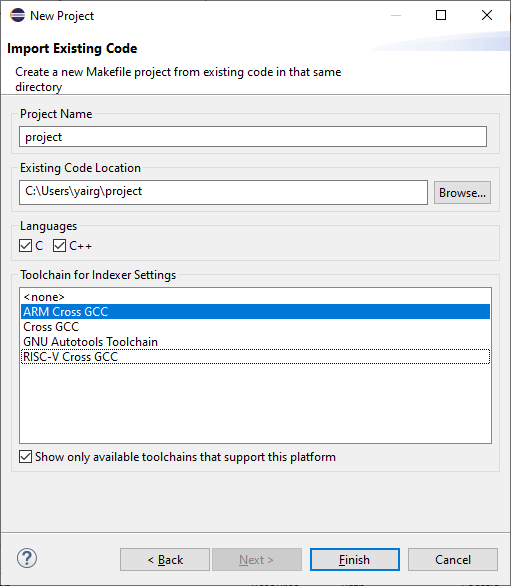 New Project
Import Existing Code
Create a new Makefile project from existing code in that same
directory
Project Name
project
Existing Code Location
C:\Users\yairg\project
Browse...
Languages
C C++
Toolchain for Indexer Settings
<none>
ARM Cross GCC
Cross GCC
GNU Autotools Toolchain
RISC-V Cross GCC
Show only available toolchains that support this platform
? < Back Next > Finish Cancel